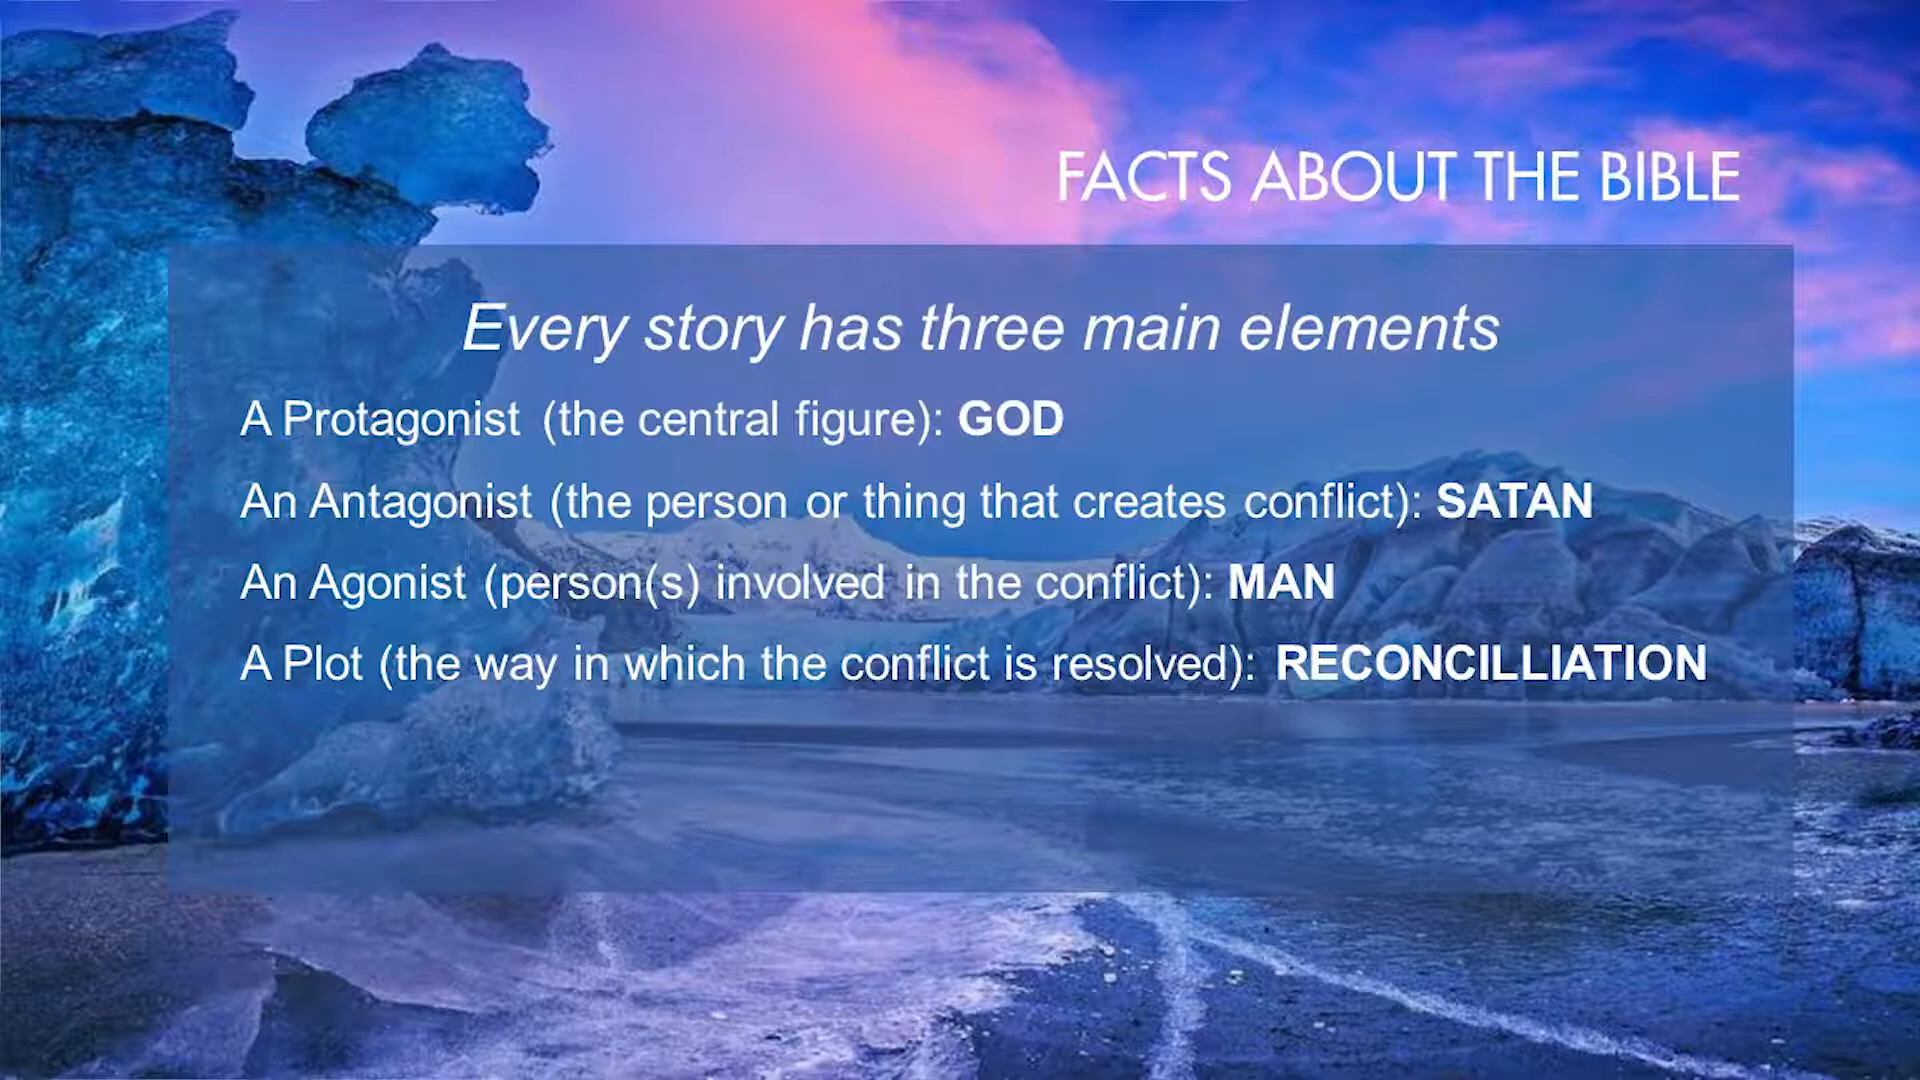 FACTS ABOUT THE BIBLE
Every story has three main elements
A Protagonist (the central figure): GOD
An Antagonist (the person or thing that creates conflict): SATAN
An Agonist (person(s) involved in the conflict): MAN
A Plot (the way in which the conflict is resolved): RECONCILLIATION